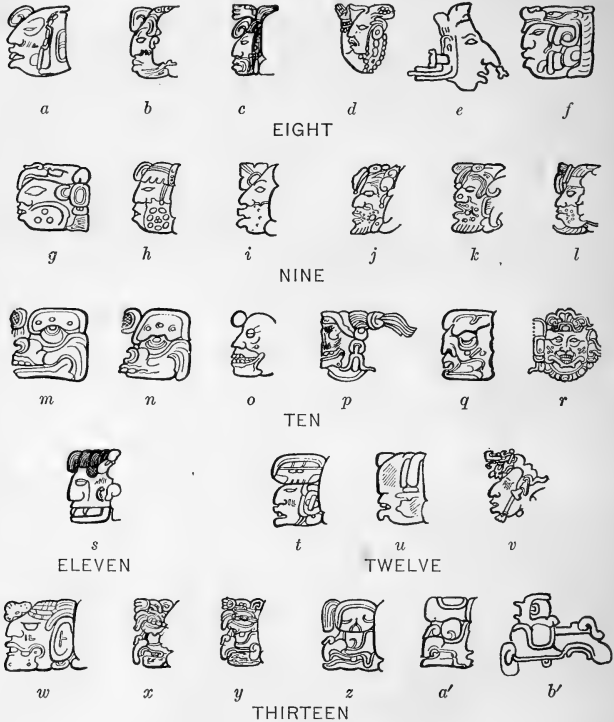 a b c d e f
EIGHT
g h i j k l
NINE
m n o p q r
TEN
s t u v
ELEVEN TWELVE
w x y z a′ b′
THIRTEEN